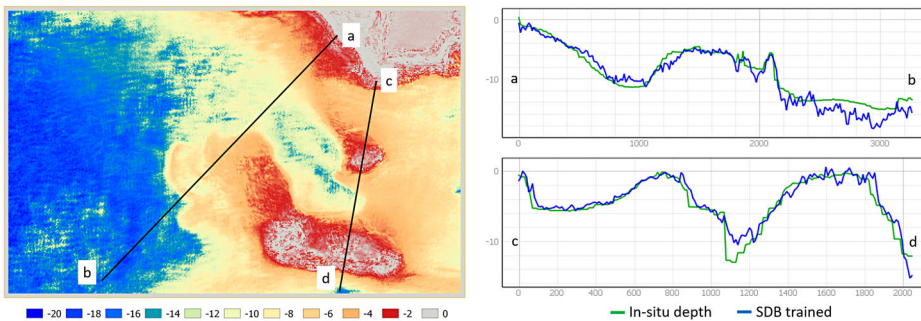 a
c
b
d
-20 -18 -16 -14 -12 -10 -8 -6 -4 -2 0
0
-10
a
b
0 1000 2000 3000
0
-10
c
d
0 200 400 600 800 1000 1200 1400 1600 1800 2000
In-situ depth SDB trained